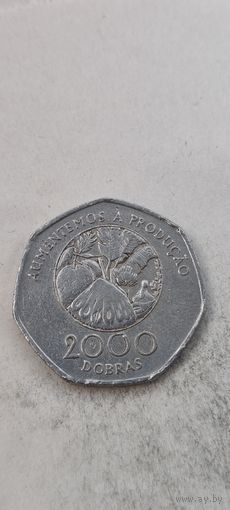 AUMENTEMOS À PRODUÇÃO
2000
DOBRAS
www.ay.by